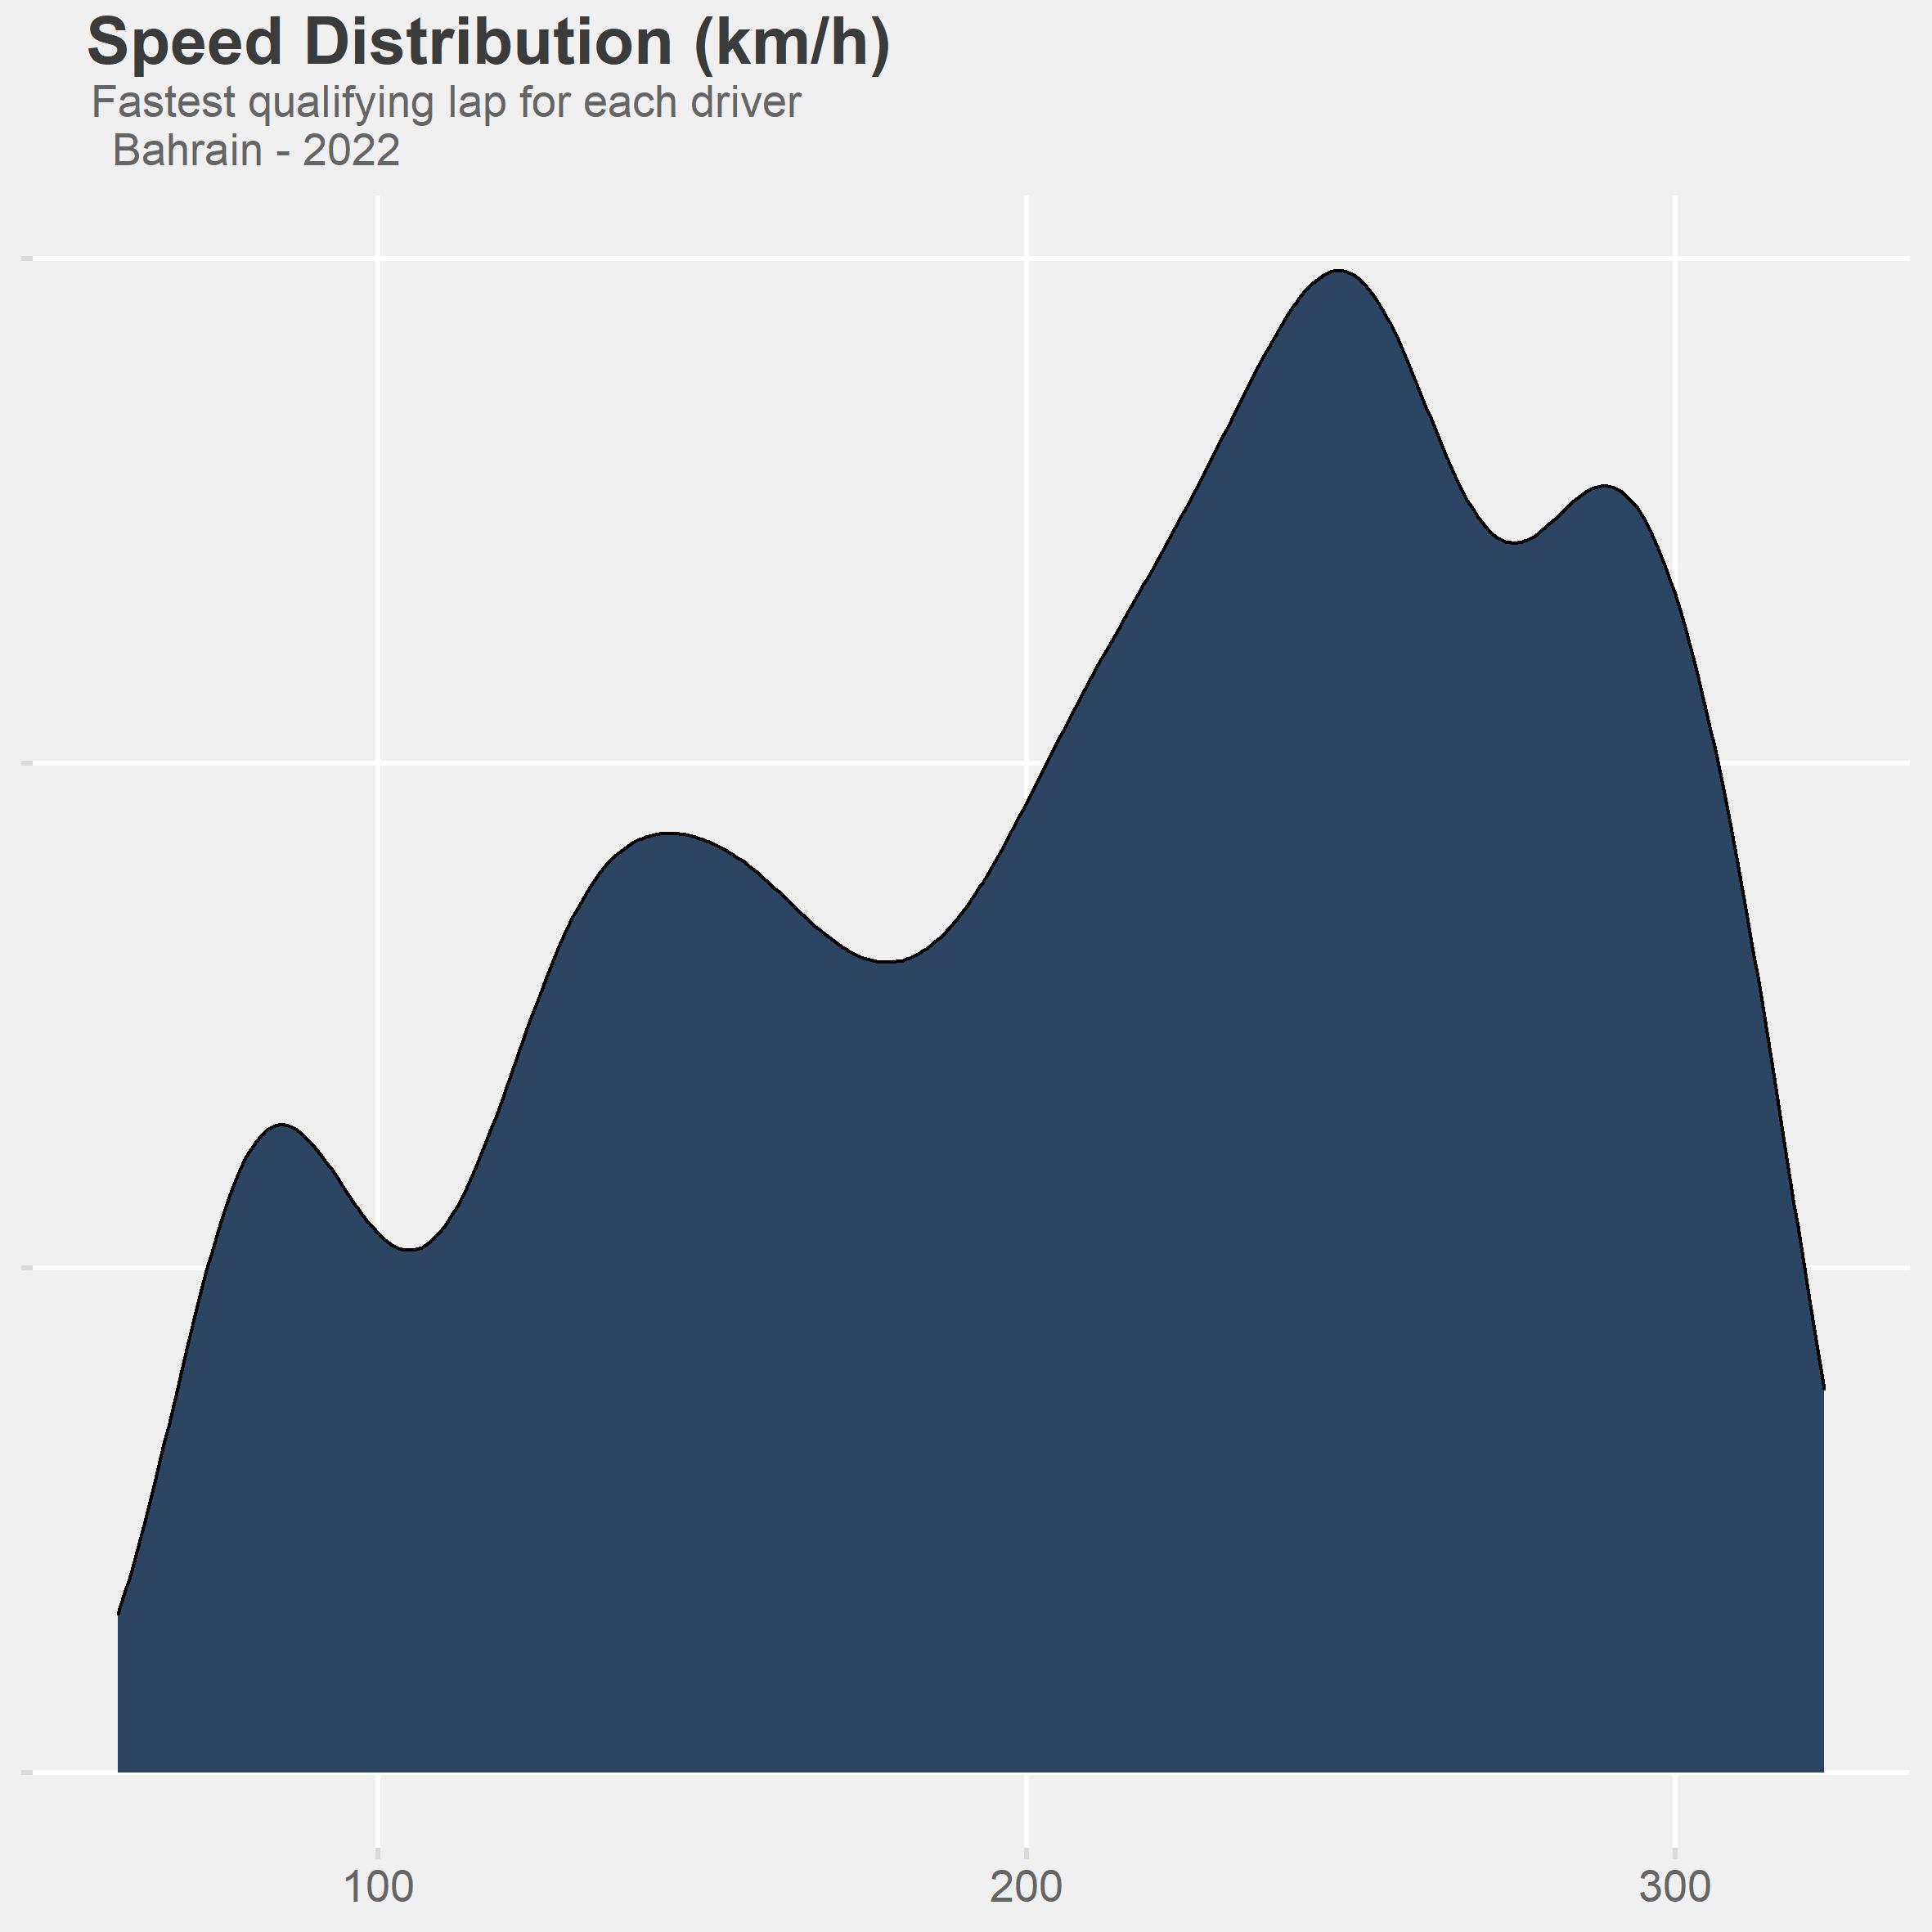 Speed Distribution (km/h)
Fastest qualifying lap for each driver
Bahrain - 2022
100
200
300